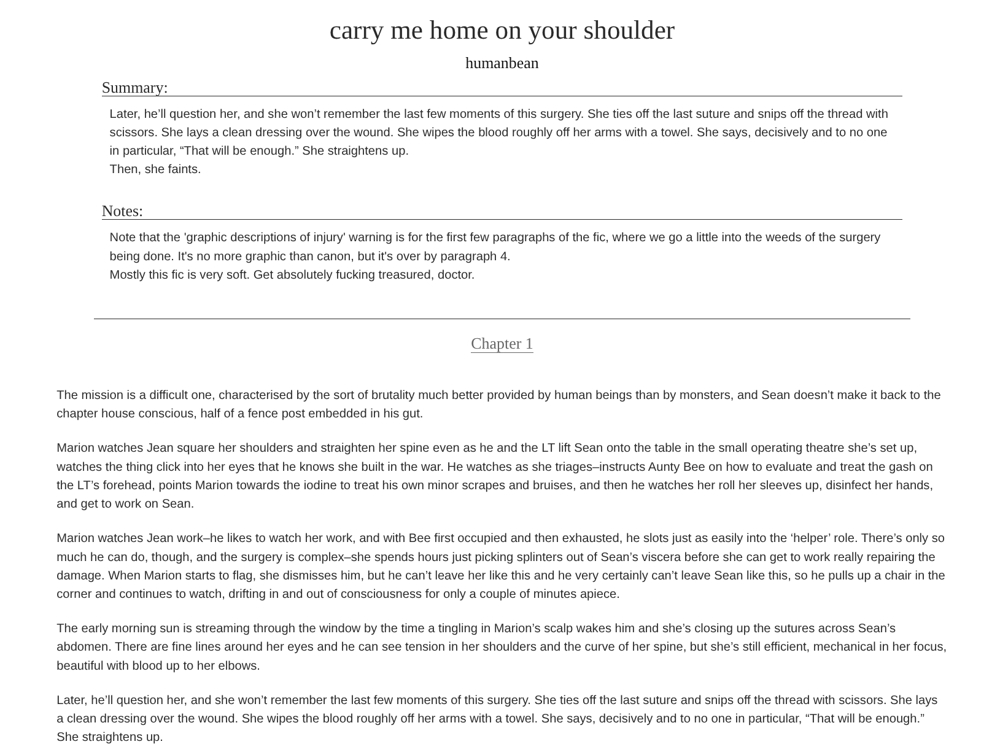 carry me home on your shoulder
humanbean
Summary:
Later, he’ll question her, and she won’t remember the last few moments of this surgery. She ties off the last suture and snips off the thread with
scissors. She lays a clean dressing over the wound. She wipes the blood roughly off her arms with a towel. She says, decisively and to no one
in particular, “That will be enough.” She straightens up.
Then, she faints.
Notes:
Note that the 'graphic descriptions of injury' warning is for the first few paragraphs of the fic, where we go a little into the weeds of the surgery
being done. It's no more graphic than canon, but it's over by paragraph 4.
Mostly this fic is very soft. Get absolutely fucking treasured, doctor.
Chapter 1
The mission is a difficult one, characterised by the sort of brutality much better provided by human beings than by monsters, and Sean doesn’t make it back to the
chapter house conscious, half of a fence post embedded in his gut.
Marion watches Jean square her shoulders and straighten her spine even as he and the LT lift Sean onto the table in the small operating theatre she’s set up,
watches the thing click into her eyes that he knows she built in the war. He watches as she triages–instructs Aunty Bee on how to evaluate and treat the gash on
the LT’s forehead, points Marion towards the iodine to treat his own minor scrapes and bruises, and then he watches her roll her sleeves up, disinfect her hands,
and get to work on Sean.
Marion watches Jean work–he likes to watch her work, and with Bee first occupied and then exhausted, he slots just as easily into the ‘helper’ role. There’s only so
much he can do, though, and the surgery is complex–she spends hours just picking splinters out of Sean’s viscera before she can get to work really repairing the
damage. When Marion starts to flag, she dismisses him, but he can’t leave her like this and he very certainly can’t leave Sean like this, so he pulls up a chair in the
corner and continues to watch, drifting in and out of consciousness for only a couple of minutes apiece.
The early morning sun is streaming through the window by the time a tingling in Marion’s scalp wakes him and she’s closing up the sutures across Sean’s
abdomen. There are fine lines around her eyes and he can see tension in her shoulders and the curve of her spine, but she’s still efficient, mechanical in her focus,
beautiful with blood up to her elbows.
Later, he’ll question her, and she won’t remember the last few moments of this surgery. She ties off the last suture and snips off the thread with scissors. She lays
a clean dressing over the wound. She wipes the blood roughly off her arms with a towel. She says, decisively and to no one in particular, “That will be enough.”
She straightens up.